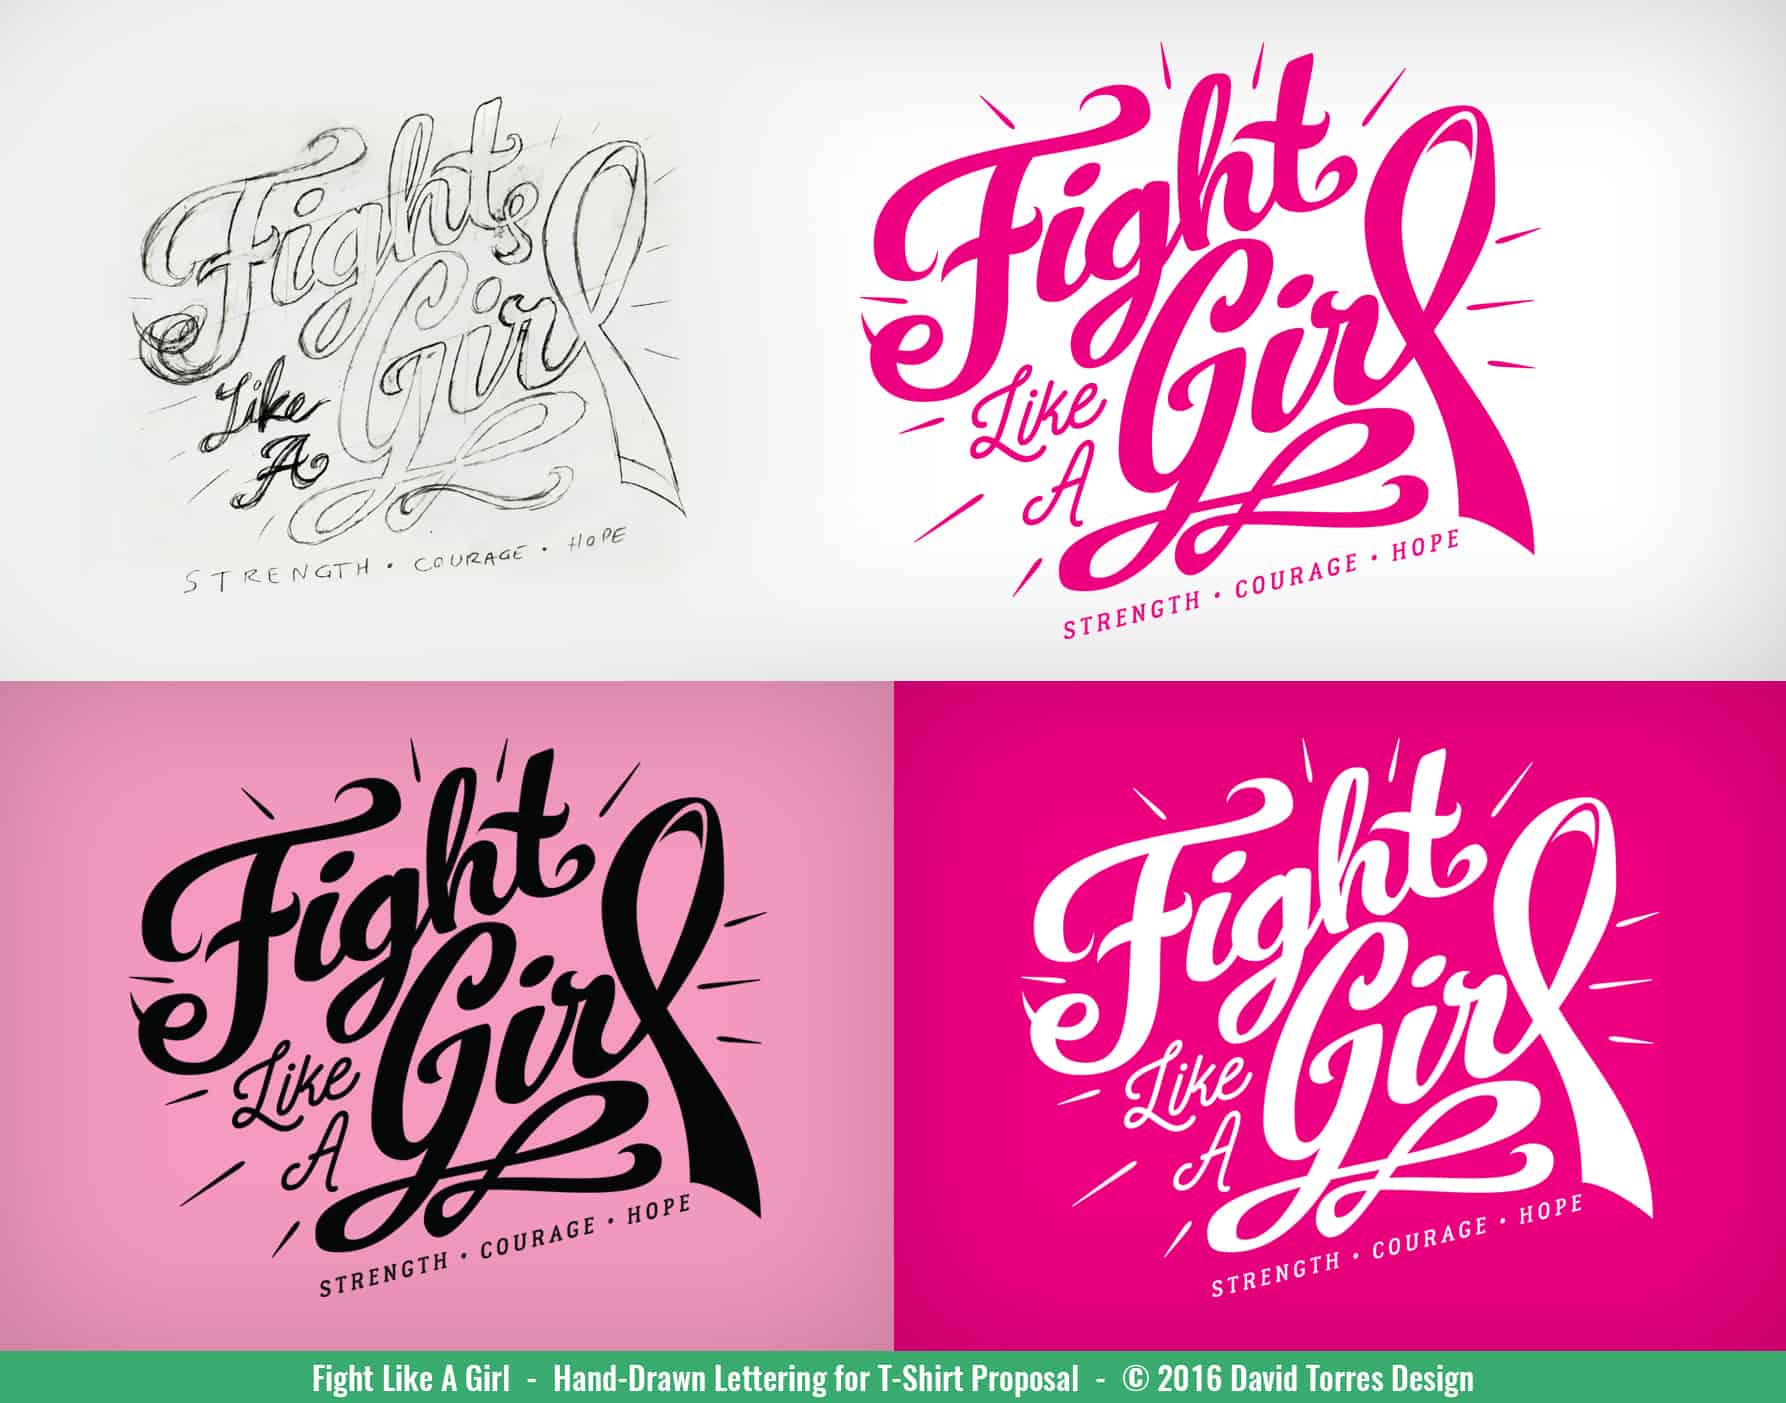 Fight
Girl
Like
A
STRENGTH • COURAGE • HOPE
Fight
Girl
Like
A
STRENGTH • COURAGE • HOPE
Fight
Girl
Like
A
STRENGTH • COURAGE • HOPE
Fight
Girl
Like
A
STRENGTH • COURAGE • HOPE
Fight Like A Girl - Hand-Drawn Lettering for T-Shirt Proposal - © 2016 David Torres Design